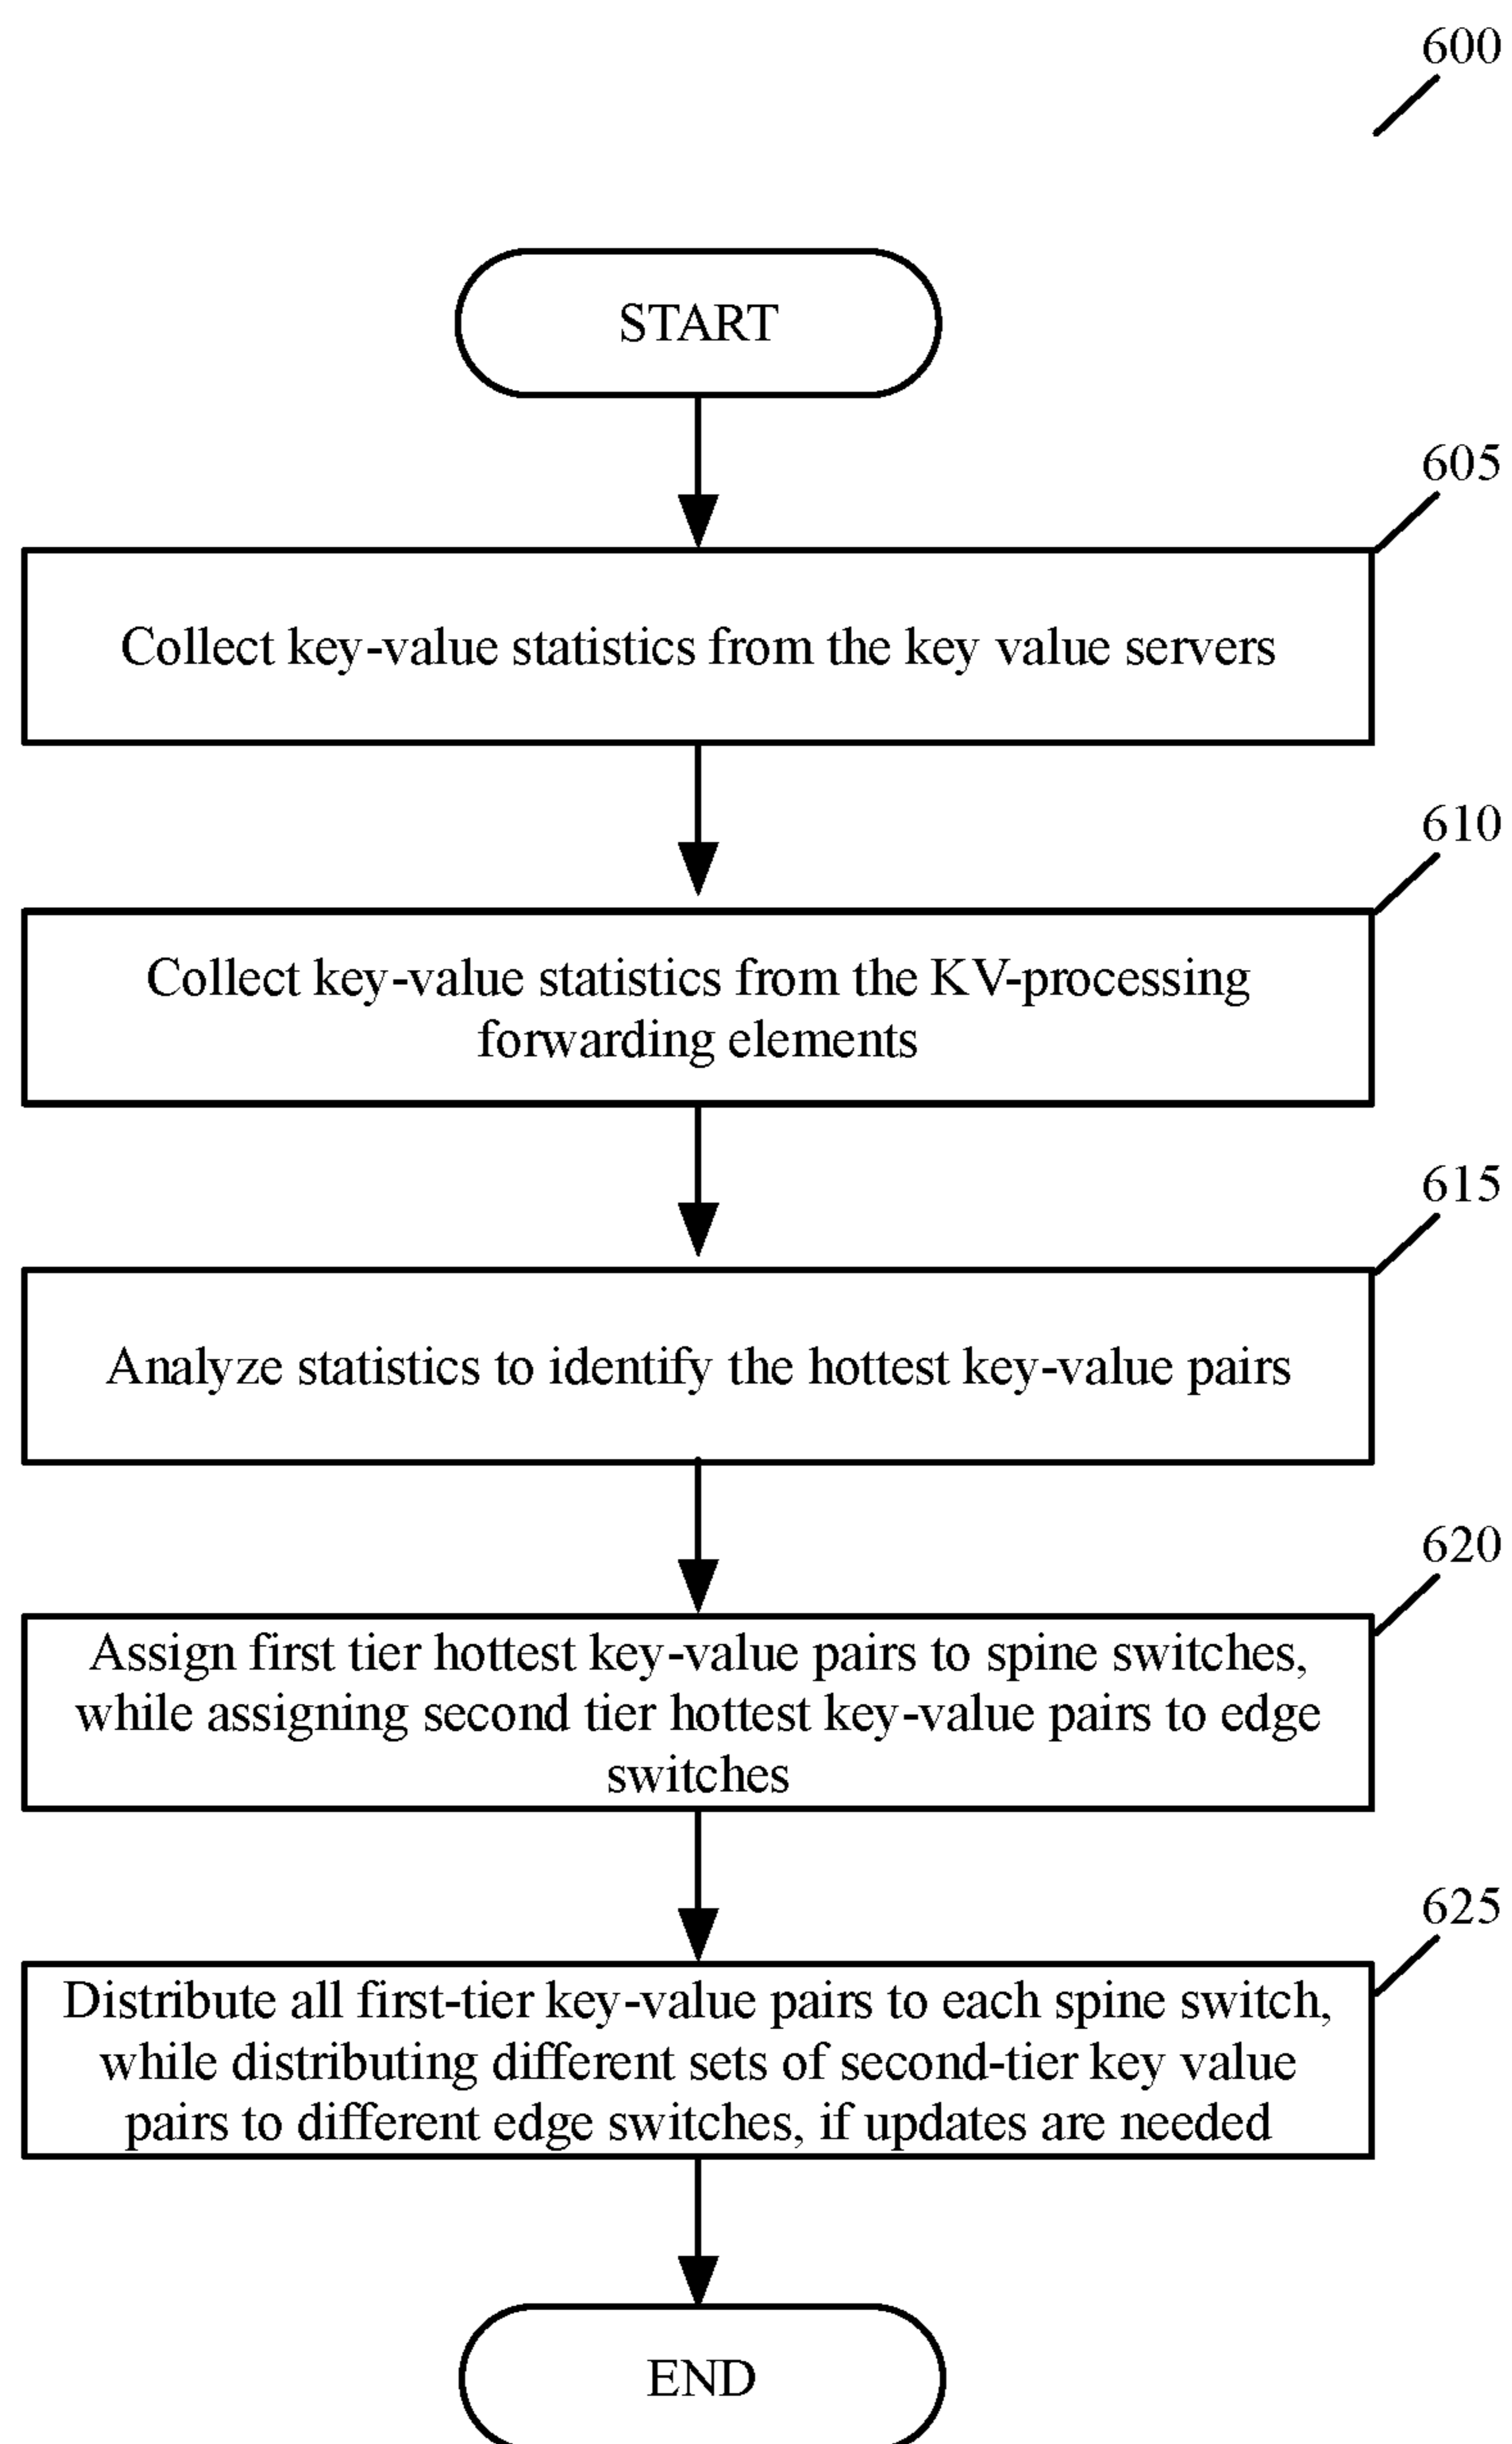 600
START
605
Collect key-value statistics from the key value servers
610
Collect key-value statistics from the KV-processing
forwarding elements
615
Analyze statistics to identify the hottest key-value pairs
620
Assign first tier hottest key-value pairs to spine switches,
while assigning second tier hottest key-value pairs to edge
switches
625
Distribute all first-tier key-value pairs to each spine switch,
while distributing different sets of second-tier key value
pairs to different edge switches, if updates are needed
END